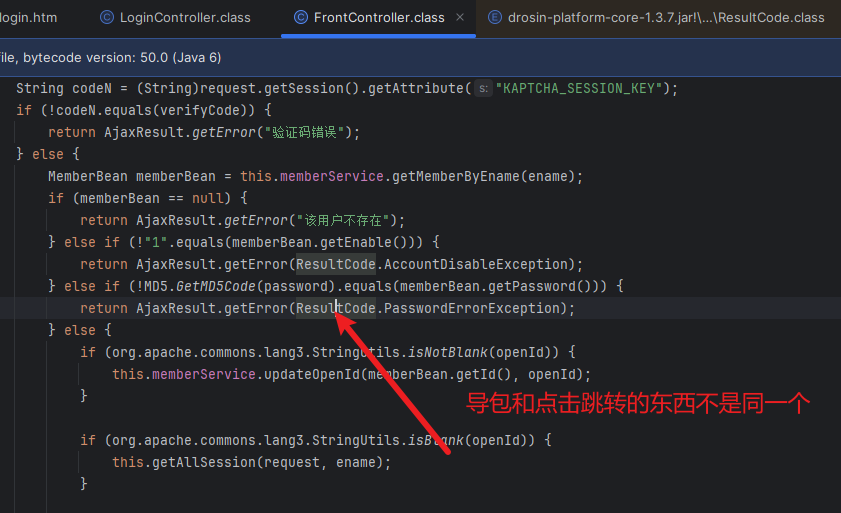 login.htm LoginController.class FrontController.class drosin-platform-core-1.3.7.jar!\...\ResultCode.class
file, bytecode version: 50.0 (Java 6)
String codeN = (String)request.getSession().getAttribute( s: "KAPTCHA_SESSION_KEY");
if (!codeN.equals(verifyCode)) {
return AjaxResult.getError("验证码错误");
} else {
MemberBean memberBean = this.memberService.getMemberByEname(ename);
if (memberBean == null) {
return AjaxResult.getError("该用户不存在");
} else if (!"1".equals(memberBean.getEnable())) {
return AjaxResult.getError(ResultCode.AccountDisableException);
} else if (!MD5.GetMD5Code(password).equals(memberBean.getPassword())) {
return AjaxResult.getError(ResultCode.PasswordErrorException);
} else {
if (org.apache.commons.lang3.StringUtils.isNotBlank(openId)) {
this.memberService.updateOpenId(memberBean.getId(), openId);
}
导包和点击跳转的东西不是同一个
if (org.apache.commons.lang3.StringUtils.isBlank(openId)) {
this.getAllSession(request, ename);
}